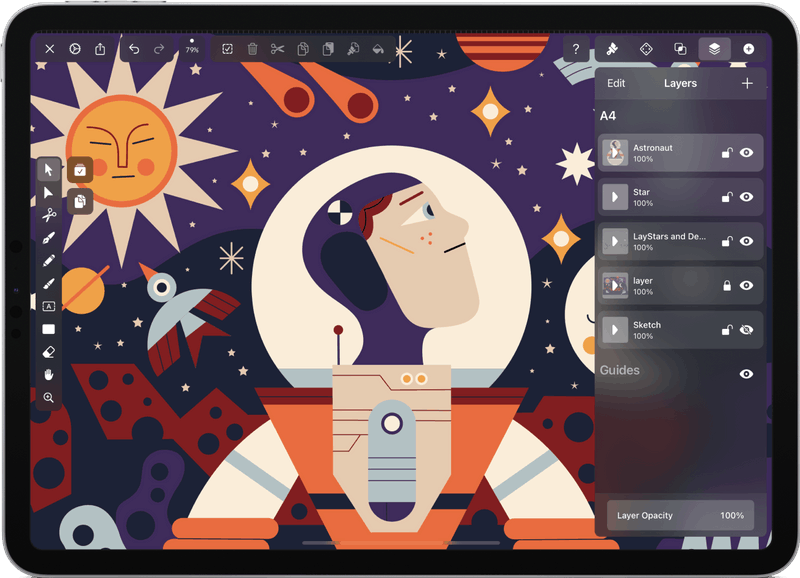 79%
?
Edit
Layers
A4
Astronaut
100%
Star
100%
LayStars and De...
100%
layer
100%
Sketch
100%
A
Guides
Layer Opacity
100%